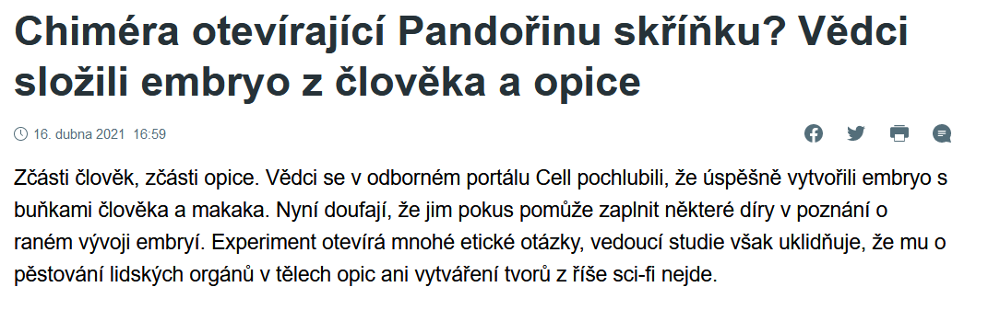 Chiméra otevírající Pandořinu skříňku? Vědci
složili embryo z člověka a opice
16. dubna 2021 16:59
Zčásti člověk, zčásti opice. Vědci se v odborném portálu Cell pochlubili, že úspěšně vytvořili embryo s
buňkami člověka a makaka. Nyní doufají, že jim pokus pomůže zaplnit některé díry v poznání o
raném vývoji embryí. Experiment otevírá mnohé etické otázky, vedoucí studie však uklidňuje, že mu o
pěstování lidských orgánů v tělech opic ani vytváření tvorů z říše sci-fi nejde.